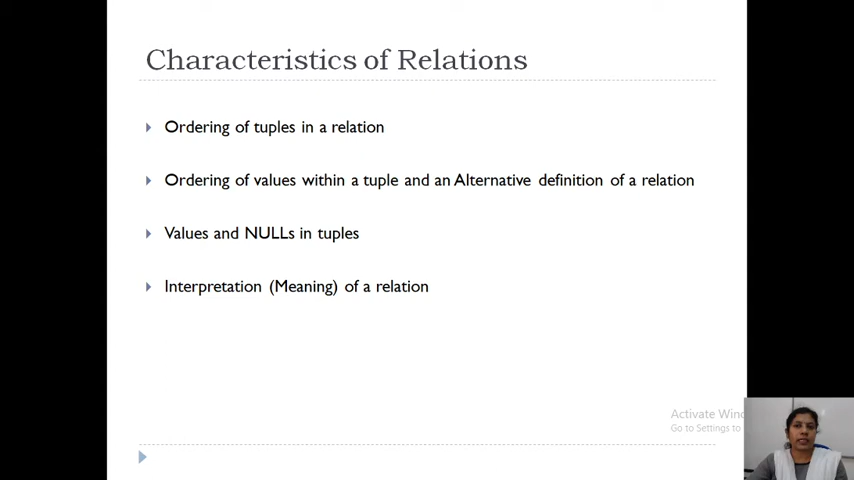 Characteristics of Relations
Ordering of tuples in a relation
Ordering of values within a tuple and an Alternative definition of a relation
Values and NULLs in tuples
Interpretation (Meaning) of a relation
Activate Wind
Go to Settings to